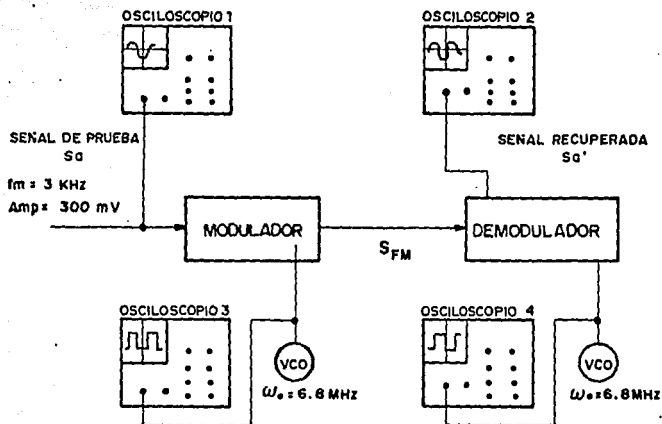 OSCILOSCOPIO 1
OSCILOSCOPIO 2
SEÑAL DE PRUEBA
Sa
fm = 3 KHz
Amp = 300 mV
SEÑAL RECUPERADA
Sa'
MODULADOR
SFM
DEMODULADOR
OSCILOSCOPIO 3
OSCILOSCOPIO 4
VCO
ωo = 6.8 MHz
VCO
ωo = 6.8 MHz